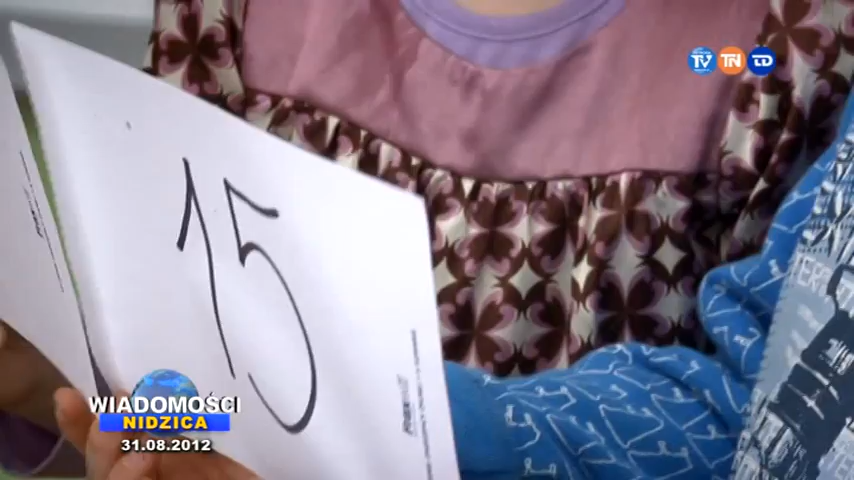 TV TN TD
15
WIADOMOŚCI
NIDZICA
31.08.2012